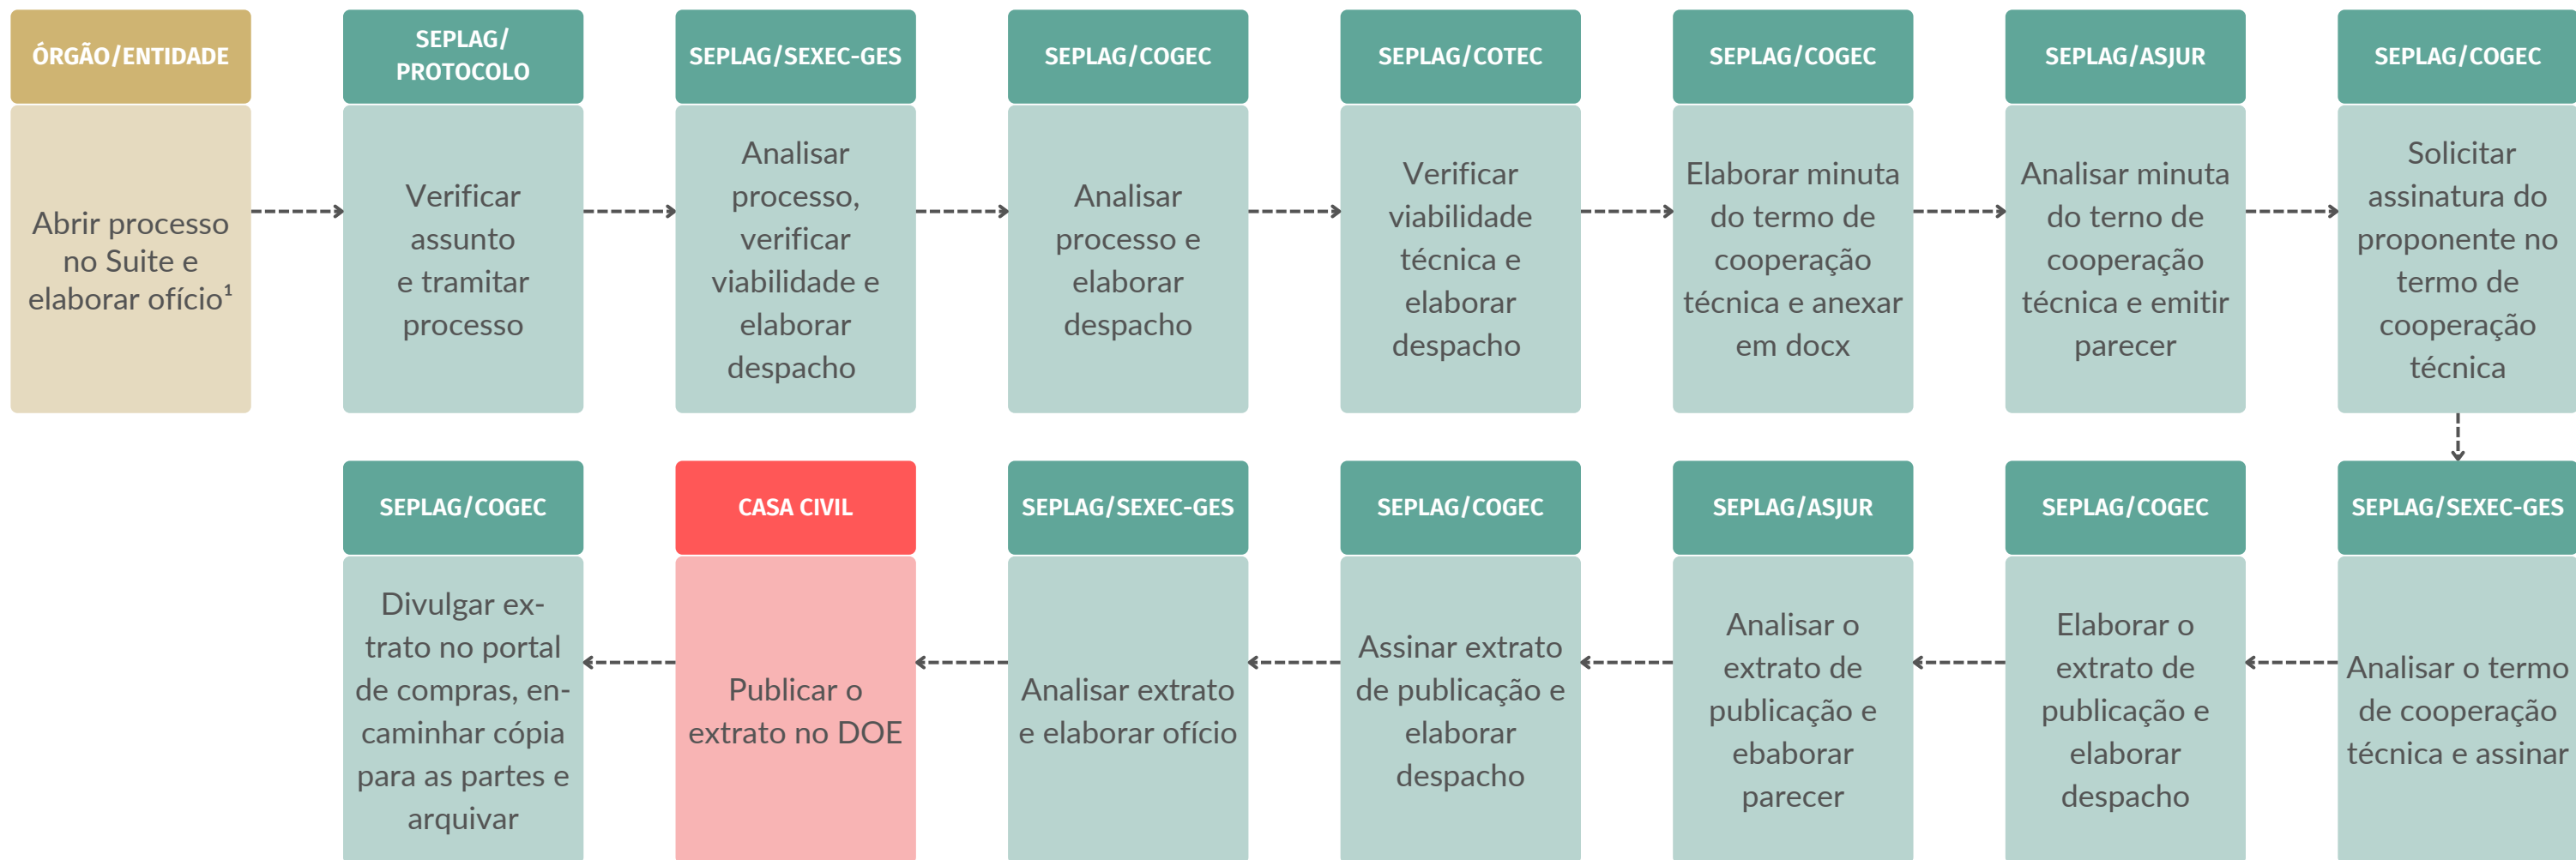 ÓRGÃO/ENTIDADE
Abrir processo
no Suite e
elaborar ofício¹
SEPLAG/
PROTOCOLO
Verificar
assunto
e tramitar
processo
SEPLAG/SEXEC-GES
Analisar
processo,
verificar
viabilidade e
elaborar
despacho
SEPLAG/COGEC
Analisar
processo e
elaborar
despacho
SEPLAG/COTEC
Verificar
viabilidade
técnica e
elaborar
despacho
SEPLAG/COGEC
Elaborar minuta
do termo de
cooperação
técnica e anexar
em docx
SEPLAG/ASJUR
Analisar minuta
do terno de
cooperação
técnica e emitir
parecer
SEPLAG/COGEC
Solicitar
assinatura do
proponente no
termo de
cooperação
técnica
SEPLAG/SEXEC-GES
Analisar o termo
de cooperação
técnica e assinar
SEPLAG/COGEC
Elaborar o
extrato de
publicação e
elaborar
despacho
SEPLAG/ASJUR
Analisar o
extrato de
publicação e
ebaborar
parecer
SEPLAG/COGEC
Assinar extrato
de publicação e
elaborar
despacho
SEPLAG/SEXEC-GES
Analisar extrato
e elaborar ofício
CASA CIVIL
Publicar o
extrato no DOE
SEPLAG/COGEC
Divulgar ex-
trato no portal
de compras, en-
caminhar cópia
para as partes e
arquivar